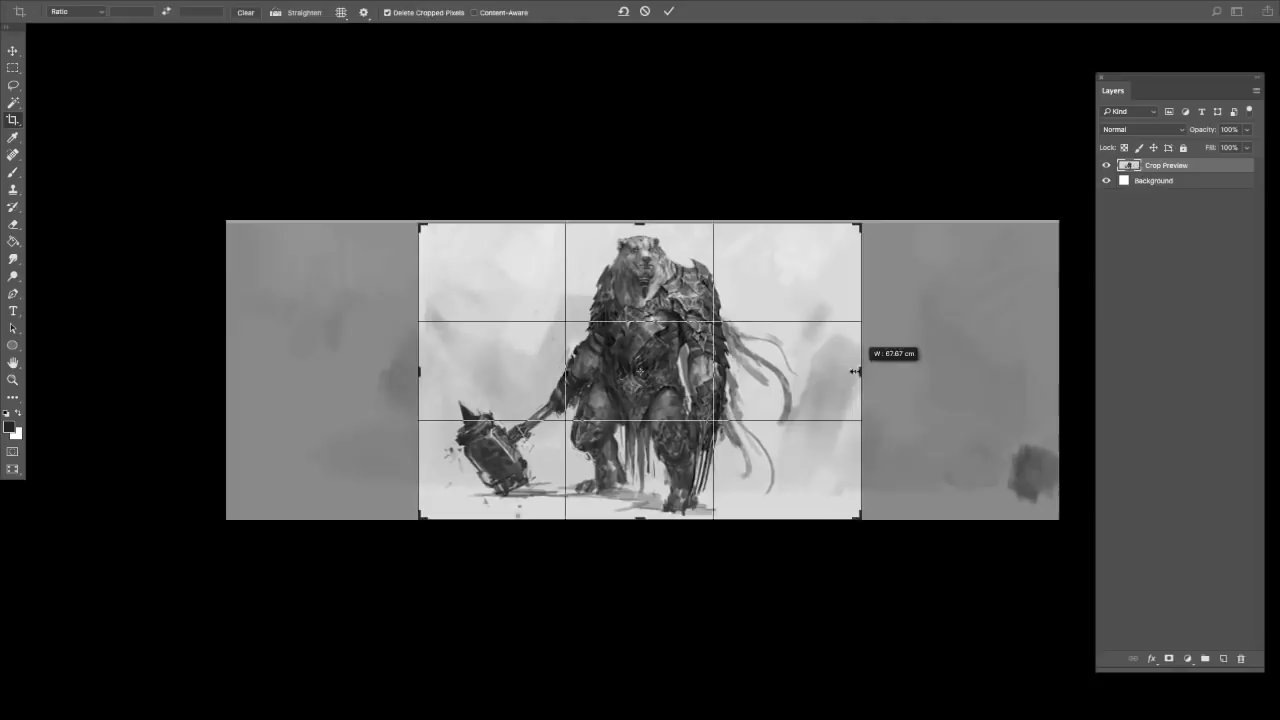 Ratio Clear Straighten Delete Cropped Pixels Content-Aware
Layers
Kind
Normal Opacity: 100%
Lock: Fill: 100%
Crop Preview
Background
W : 67.67 cm